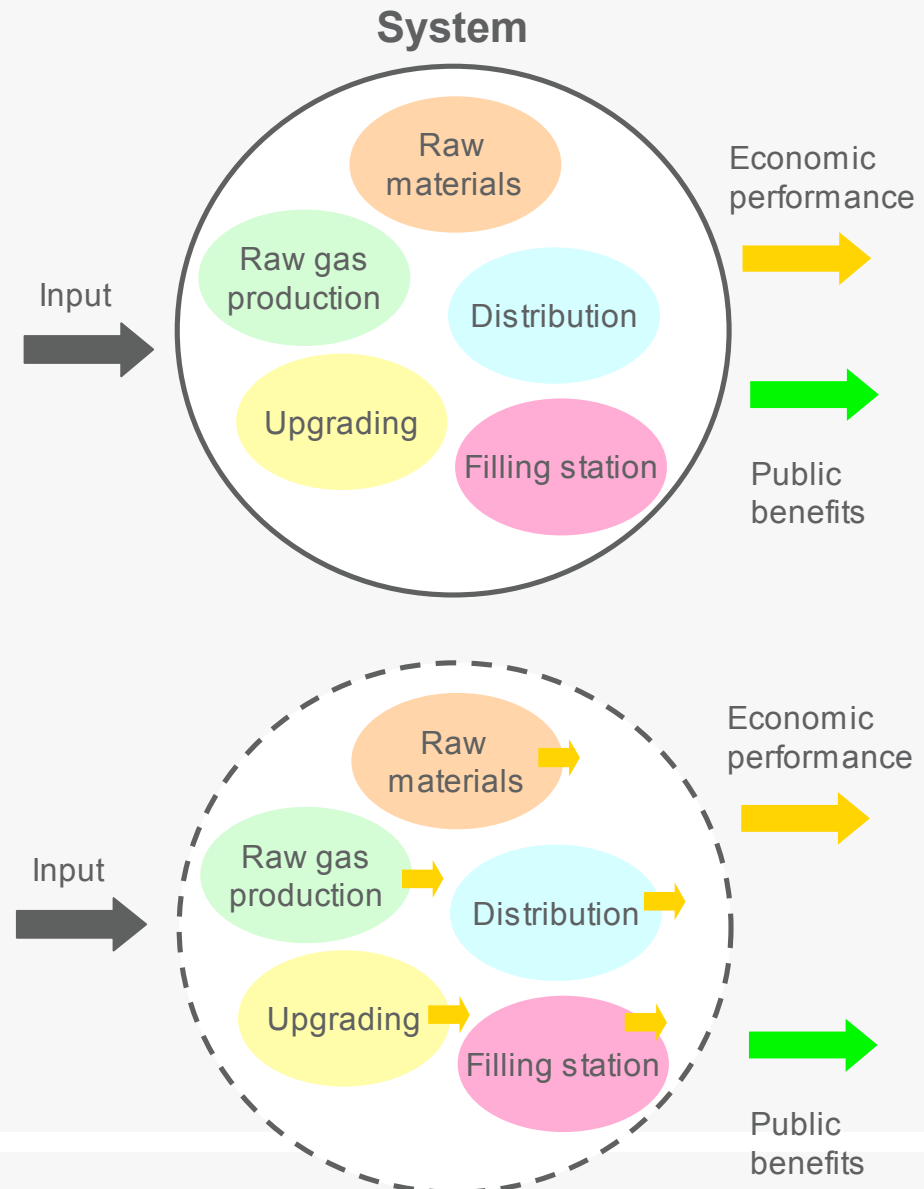 System
Raw
materials
Economic
performance
Raw gas
production
Input
Distribution
Upgrading
Filling station
Public
benefits
Raw
materials
Economic
performance
Raw gas
production
Input
Distribution
Upgrading
Filling station
Public
benefits